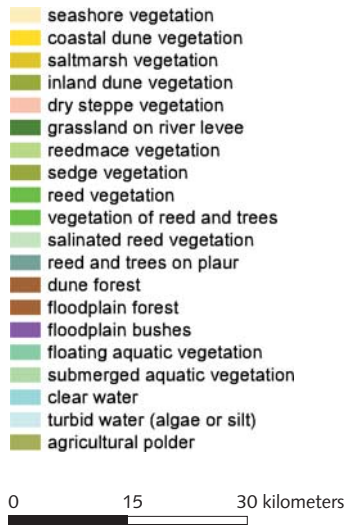 seashore vegetation
coastal dune vegetation
saltmarsh vegetation
inland dune vegetation
dry steppe vegetation
grassland on river levee
reedmace vegetation
sedge vegetation
reed vegetation
vegetation of reed and trees
salinated reed vegetation
reed and trees on plaur
dune forest
floodplain forest
floodplain bushes
floating aquatic vegetation
submerged aquatic vegetation
clear water
turbid water (algae or silt)
agricultural polder
0 15 30 kilometers